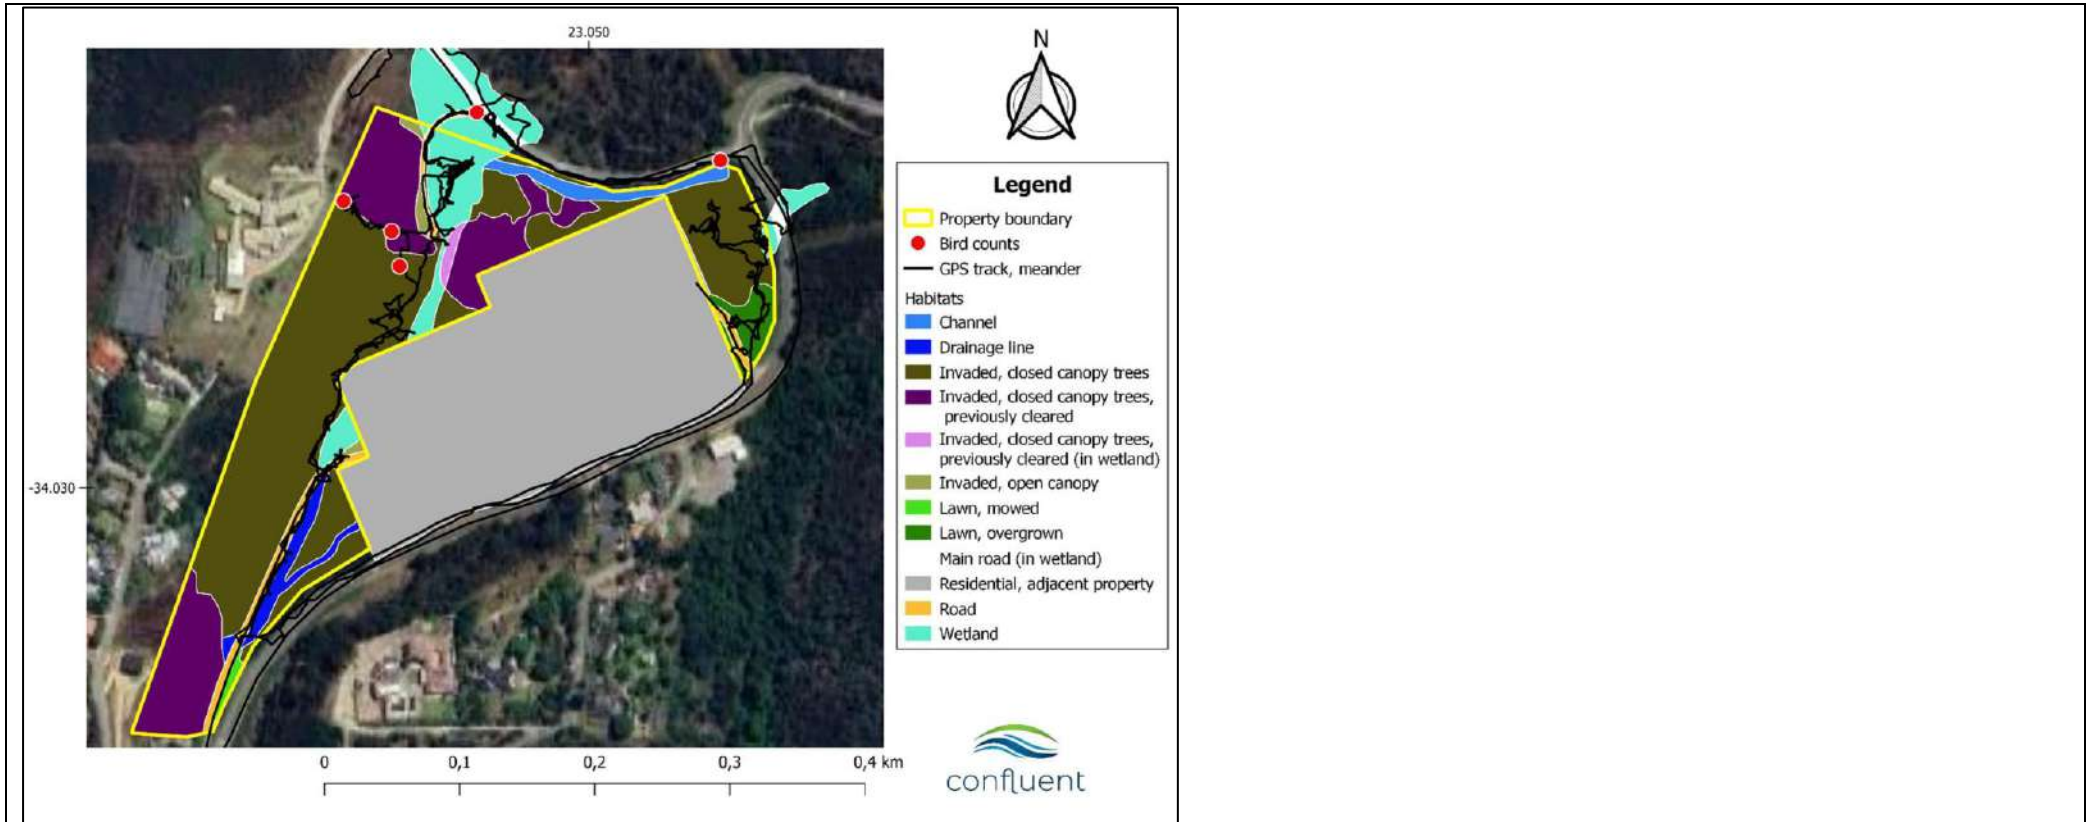 23.050
N
-34.030
Legend
Property boundary
Bird counts
GPS track, meander
Habitats
Channel
Drainage line
Invaded, closed canopy trees
Invaded, closed canopy trees,
previously cleared
Invaded, closed canopy trees,
previously cleared (in wetland)
Invaded, open canopy
Lawn, mowed
Lawn, overgrown
Main road (in wetland)
Residential, adjacent property
Road
Wetland
0 0,1 0,2 0,3 0,4 km
confluent